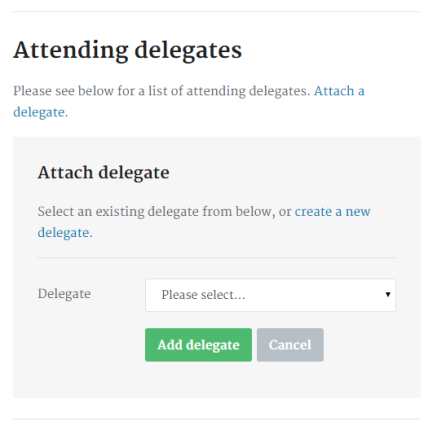 Attending delegates
Please see below for a list of attending delegates. Attach a
delegate.
Attach delegate
Select an existing delegate from below, or create a new
delegate.
Delegate
Please select...
Add delegate
Cancel